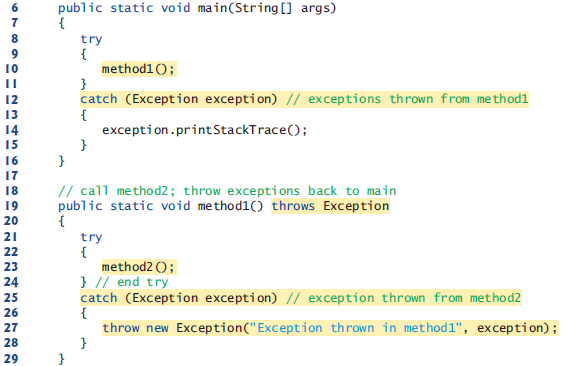 6 public static void main(String[] args)
7 {
8 try
9 {
10 method1();
11 }
12 catch (Exception exception) // exceptions thrown from method1
13 {
14 exception.printStackTrace();
15 }
16 }
17
18 // call method2; throw exceptions back to main
19 public static void method1() throws Exception
20 {
21 try
22 {
23 method2();
24 } // end try
25 catch (Exception exception) // exception thrown from method2
26 {
27 throw new Exception("Exception thrown in method1", exception);
28 }
29 }